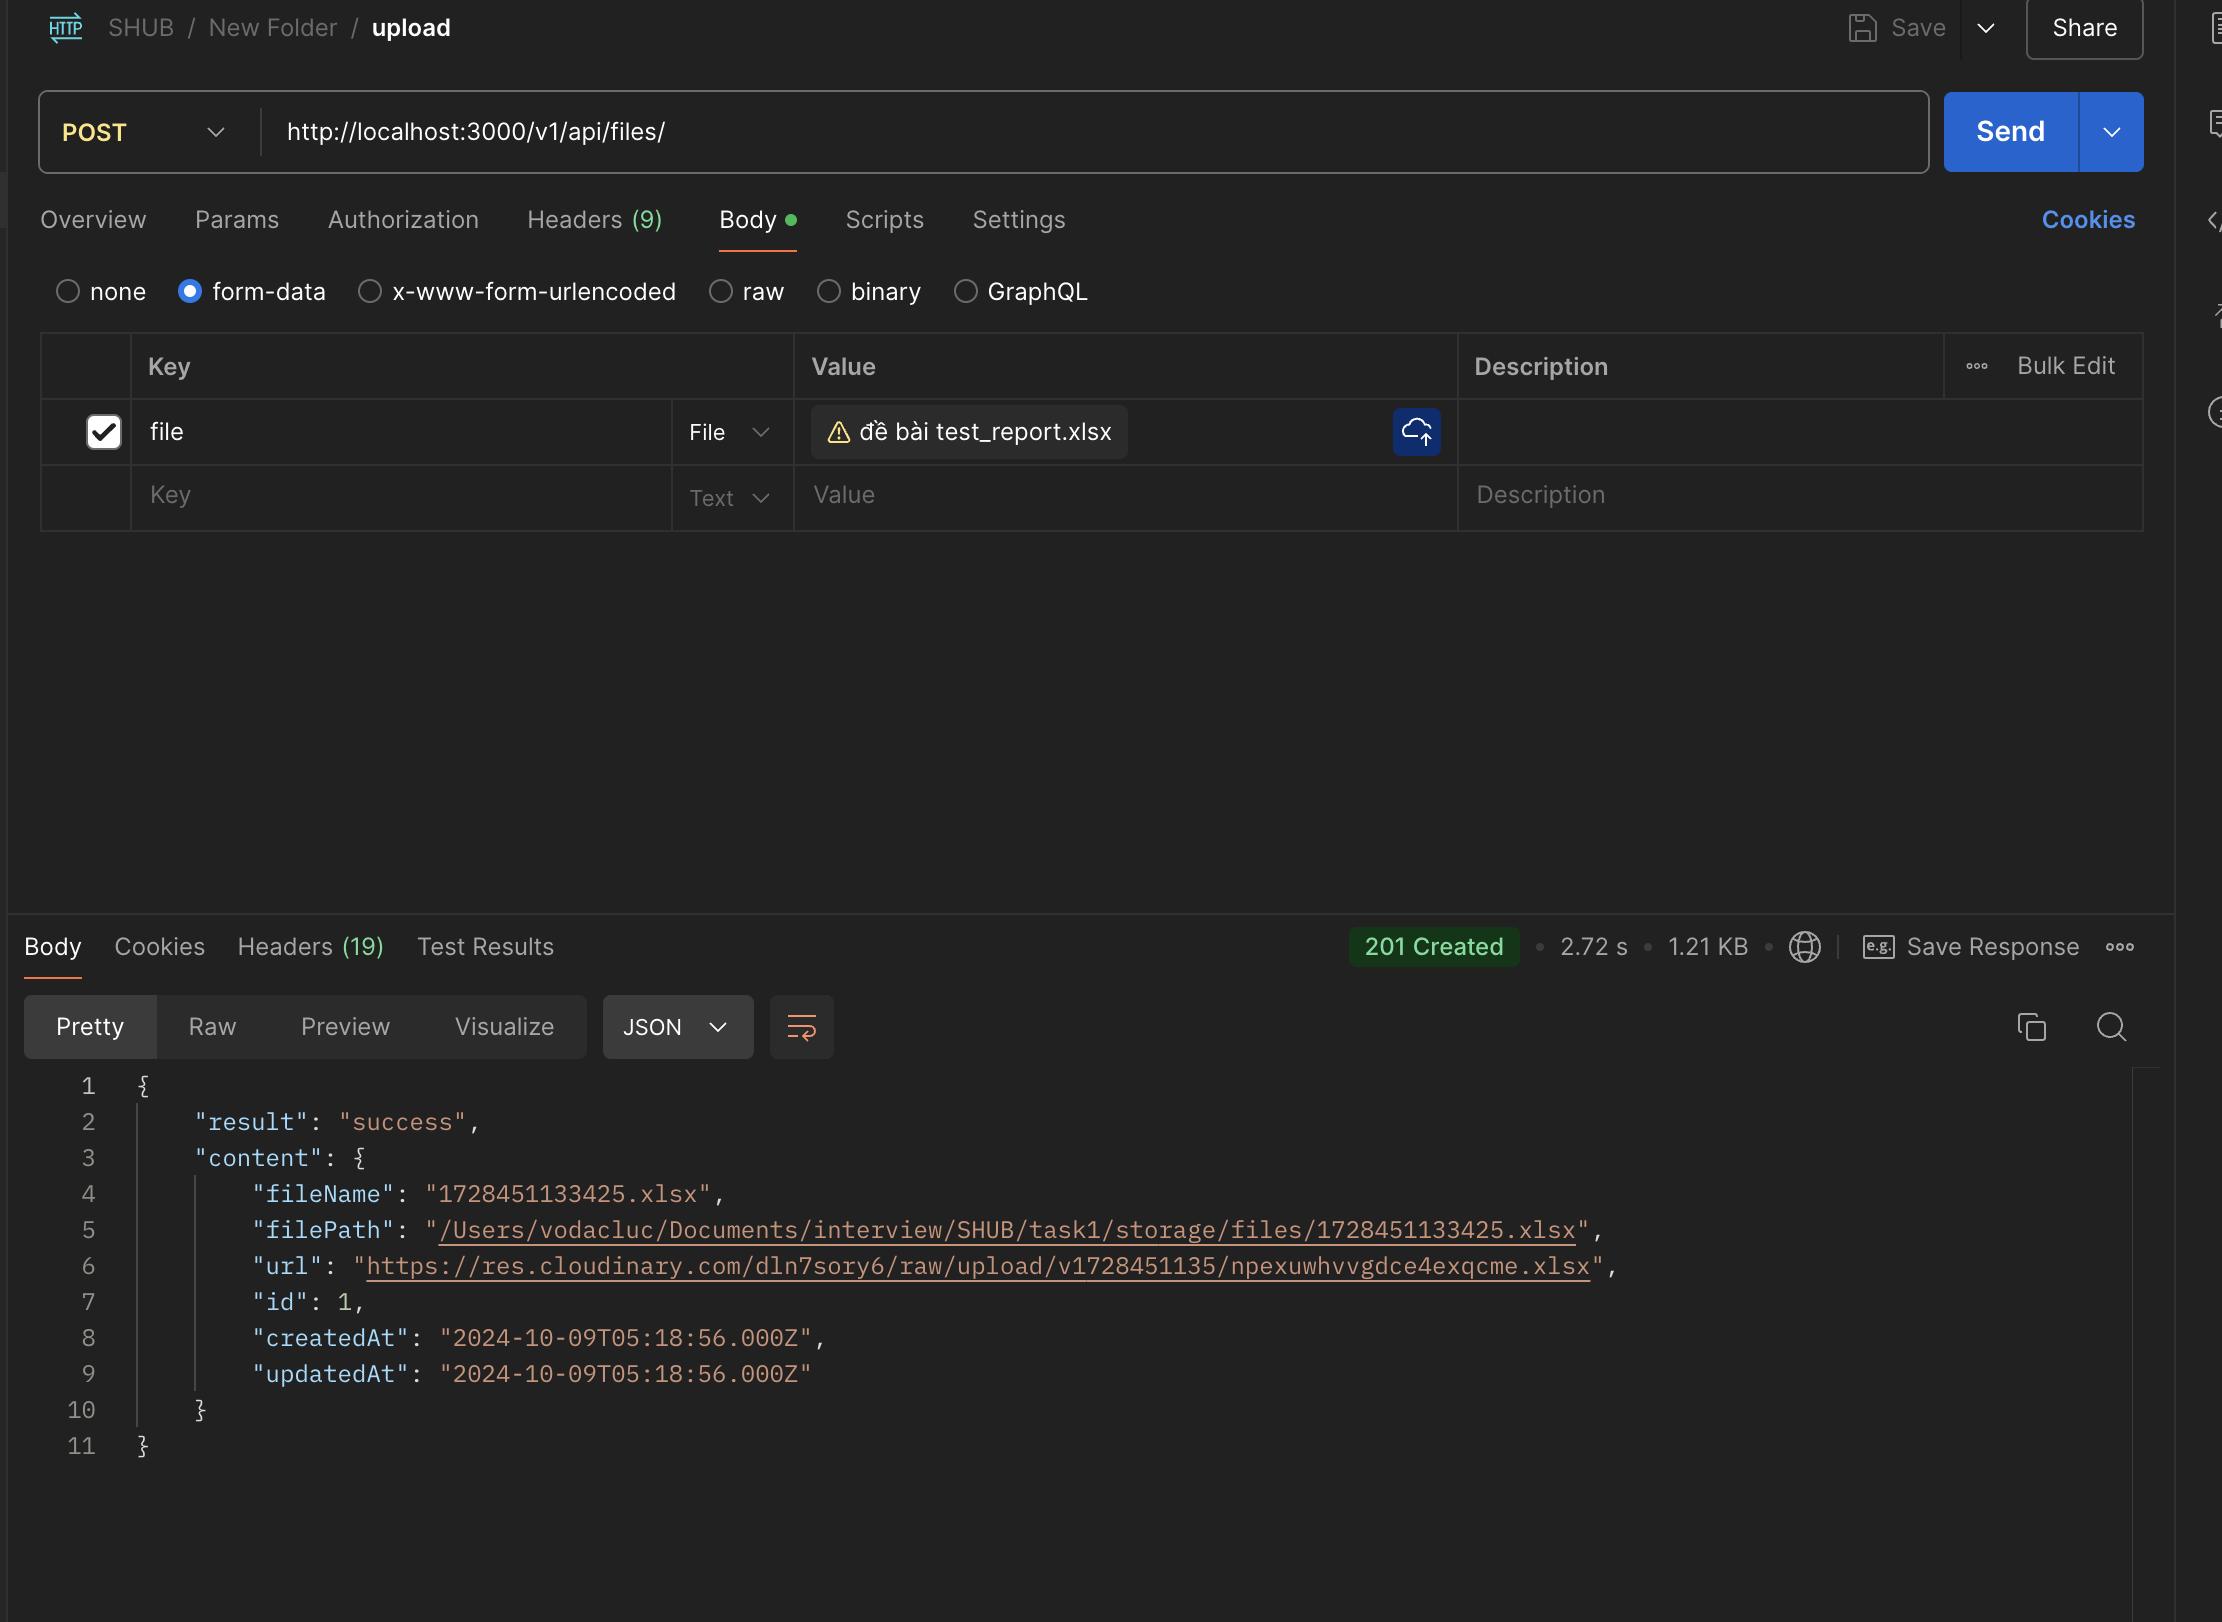 HTTP SHUB / New Folder / upload Save Share
POST http://localhost:3000/v1/api/files/ Send
Overview Params Authorization Headers (9) Body Scripts Settings Cookies
none form-data x-www-form-urlencoded raw binary GraphQL
Key Value Description Bulk Edit
file File đề bài test_report.xlsx
Key Text Value Description
Body Cookies Headers (19) Test Results 201 Created • 2.72 s • 1.21 KB • e.g. Save Response
Pretty Raw Preview Visualize JSON
1 {
2 "result": "success",
3 "content": {
4 "fileName": "1728451133425.xlsx",
5 "filePath": "/Users/vodacluc/Documents/interview/SHUB/task1/storage/files/1728451133425.xlsx",
6 "url": "https://res.cloudinary.com/dln7sory6/raw/upload/v1728451135/npexuwhvvgdce4exqcme.xlsx",
7 "id": 1,
8 "createdAt": "2024-10-09T05:18:56.000Z",
9 "updatedAt": "2024-10-09T05:18:56.000Z"
10 }
11 }